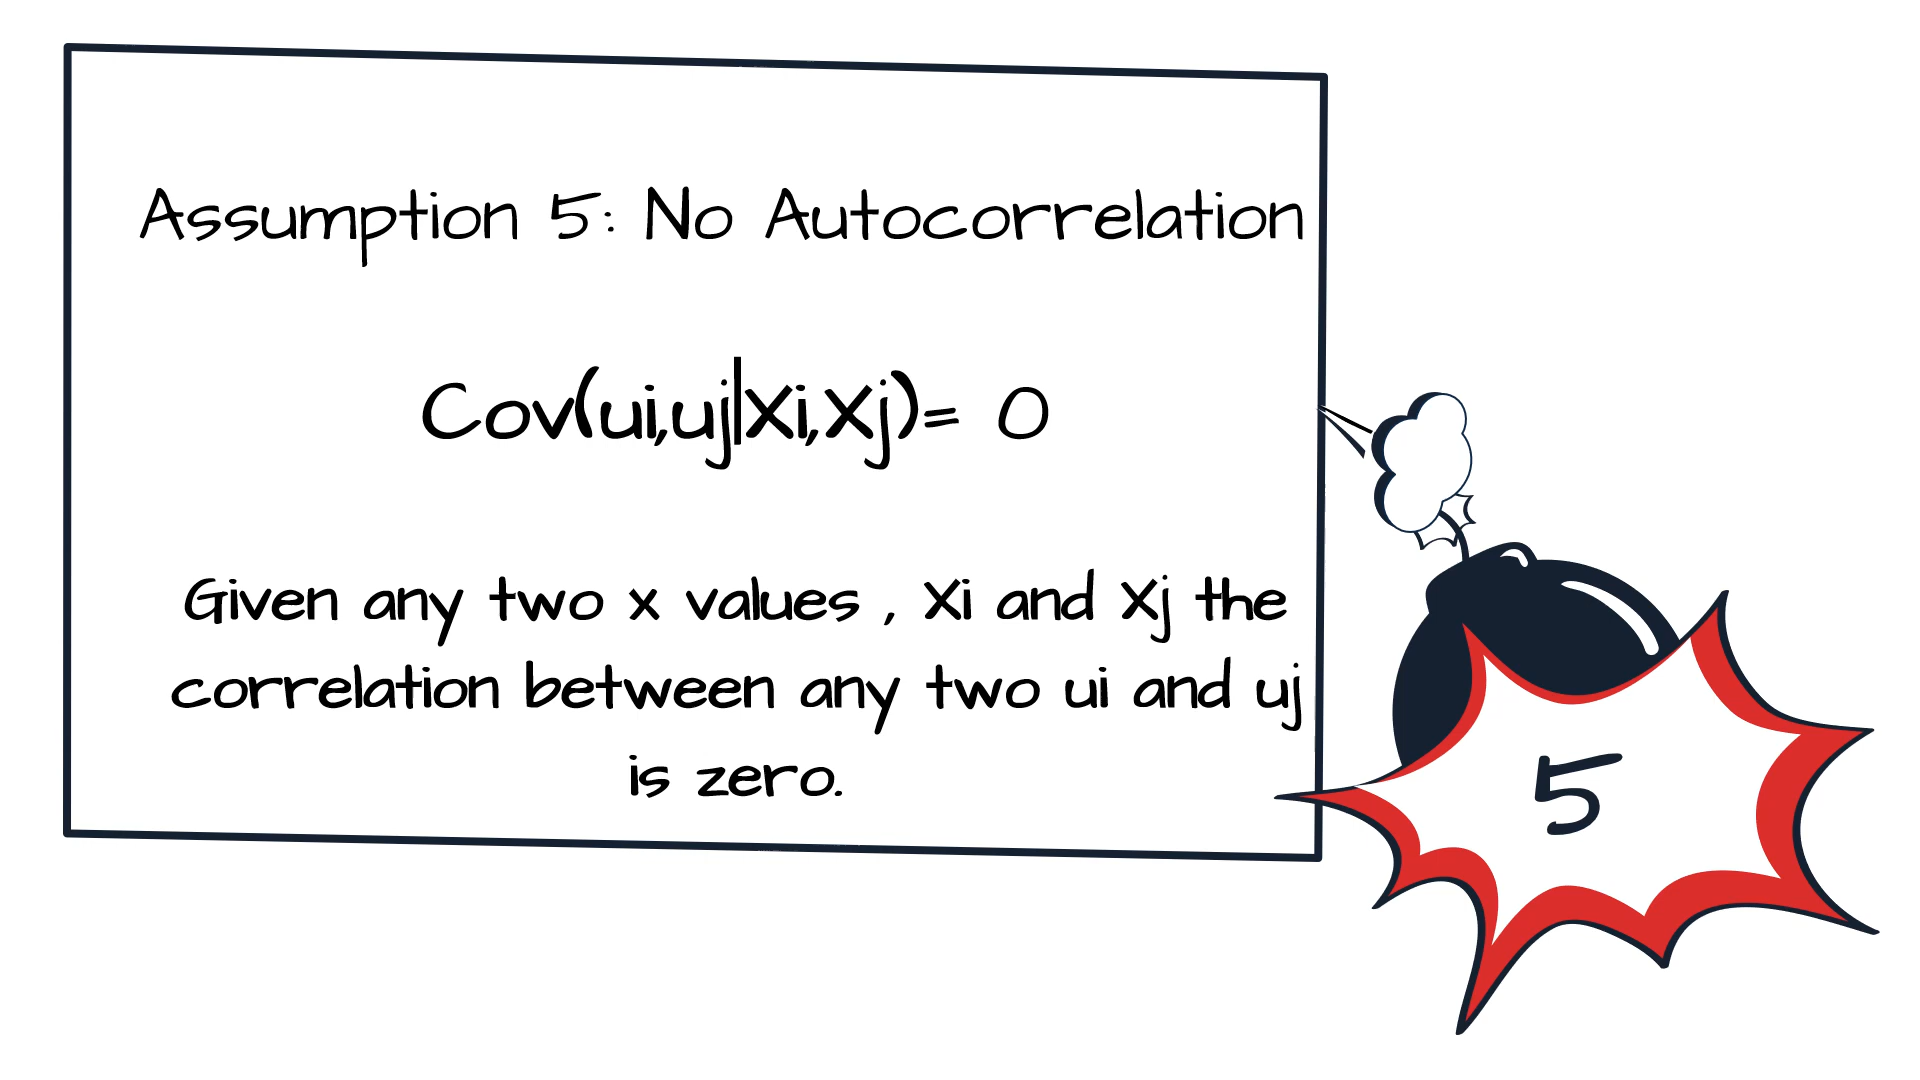 Assumption 5: No Autocorrelation
Cov(ui,uj|Xi,Xj)= 0
Given any two x values , Xi and Xj the
correlation between any two ui and uj
is zero.
5